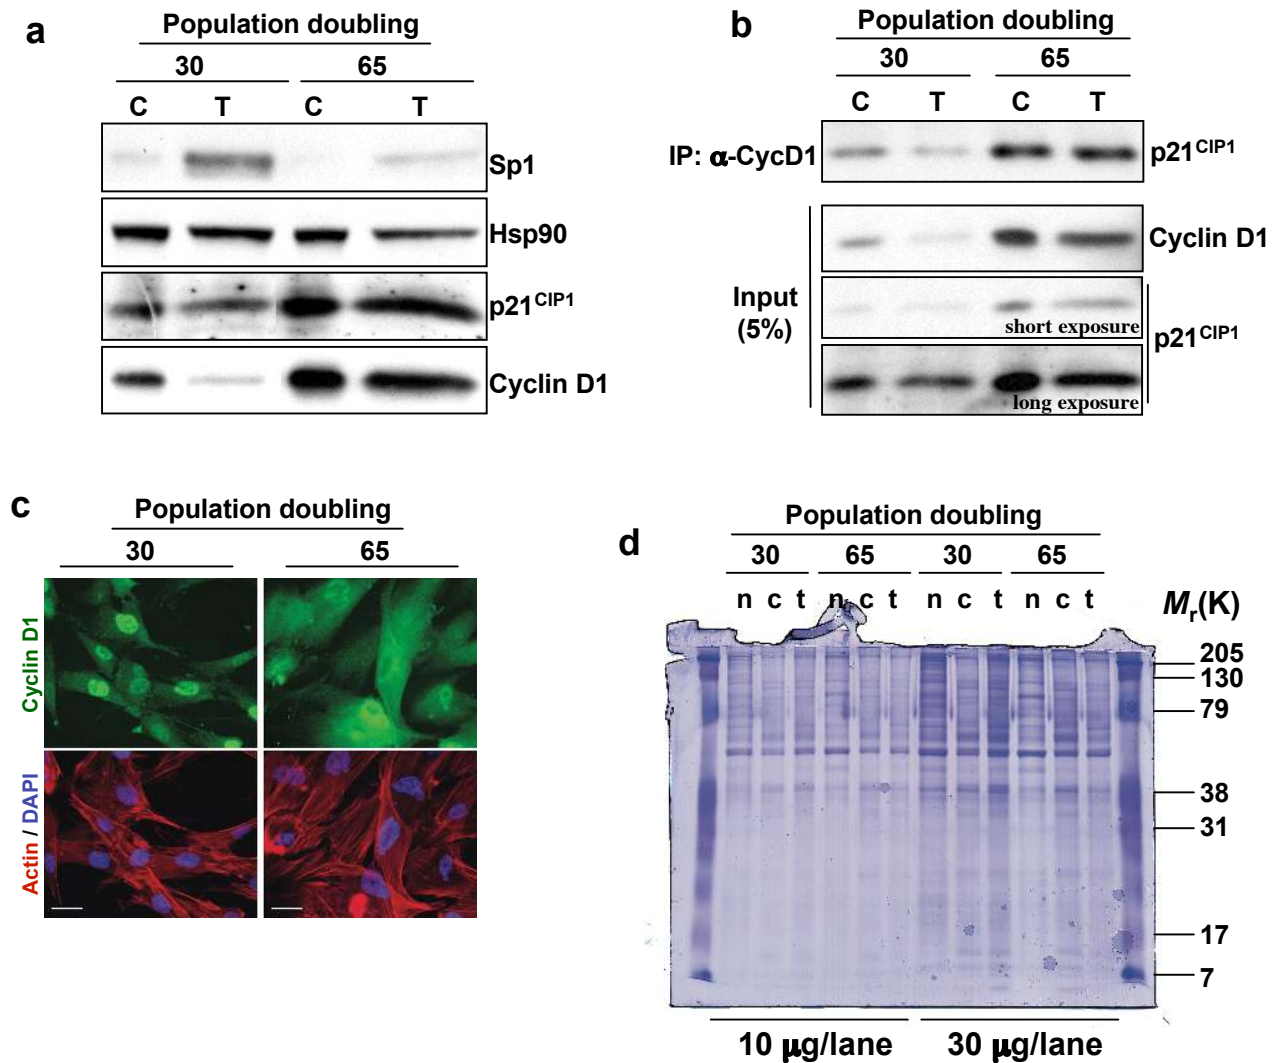 a
Population doubling
30 65
C T C T
Sp1
Hsp90
p21CIP1
Cyclin D1
b
Population doubling
30 65
C T C T
IP: α-CycD1
p21CIP1
Input
(5%)
Cyclin D1
short exposure
p21CIP1
long exposure
c
Population doubling
30 65
Cyclin D1
Actin / DAPI
d
Population doubling
30 65 30 65
n c t n c t n c t n c t
Mr(K)
205
130
79
38
31
17
7
10 μg/lane 30 μg/lane